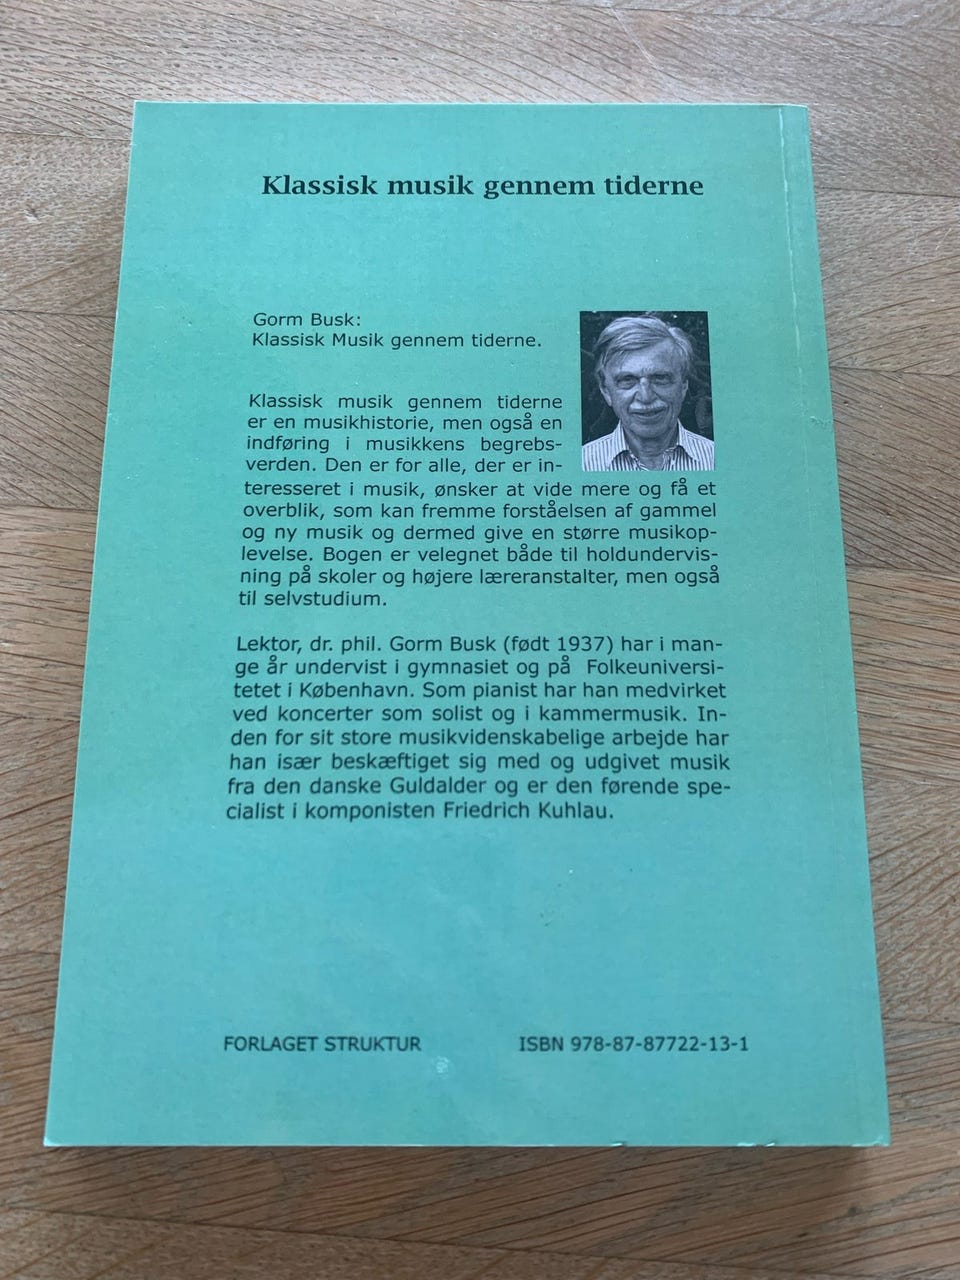 Klassisk musik gennem tiderne
Gorm Busk:
Klassisk Musik gennem tiderne.
Klassisk musik gennem tiderne
er en musikhistorie, men også en
indføring i musikkens begrebs-
verden. Den er for alle, der er in-
teresseret i musik, ønsker at vide mere og få et
overblik, som kan fremme forståelsen af gammel
og ny musik og dermed give en større musikop-
levelse. Bogen er velegnet både til holdundervis-
ning på skoler og højere læreranstalter, men også
til selvstudium.
Lektor, dr. phil. Gorm Busk (født 1937) har i man-
ge år undervist i gymnasiet og på Folkeuniversi-
tetet i København. Som pianist har han medvirket
ved koncerter som solist og i kammermusik. In-
den for sit store musikvidenskabelige arbejde har
han især beskæftiget sig med og udgivet musik
fra den danske Guldalder og er den førende spe-
cialist i komponisten Friedrich Kuhlau.
FORLAGET STRUKTUR
ISBN 978-87-87722-13-1